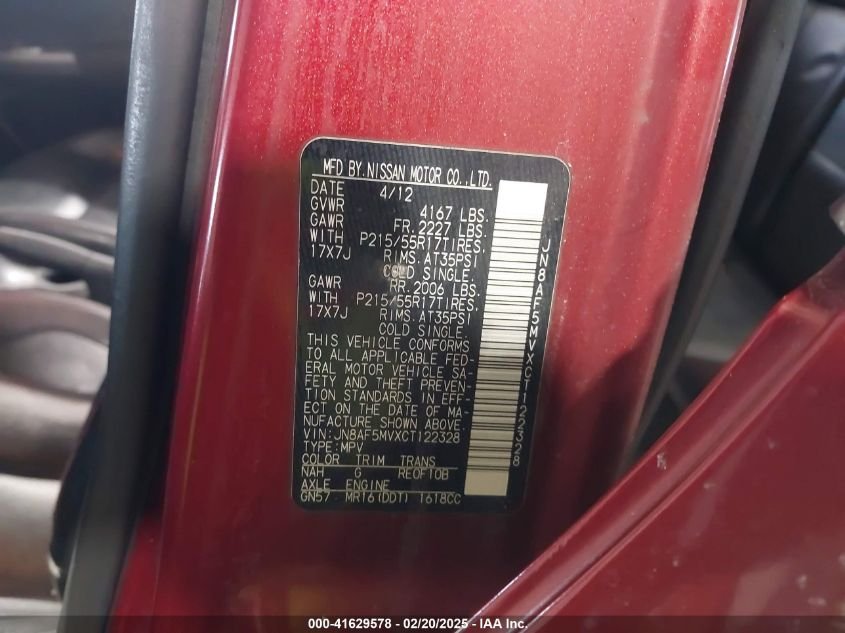 MFD BY.NISSAN MOTOR CO.,LTD.
DATE 4/12
GVWR 4167 LBS.
GAWR FR. 2227 LBS.
WITH P215/55R17TIRES.
17X7J RIMS.AT35PSI
COLD SINGLE.
GAWR RR. 2006 LBS.
WITH P215/55R17TIRES.
17X7J RIMS.AT35PSI
COLD SINGLE.
THIS VEHICLE CONFORMS
TO ALL APPLICABLE FED-
ERAL MOTOR VEHICLE SA-
FETY AND THEFT PREVEN-
TION STANDARDS IN EFF-
ECT ON THE DATE OF MA-
NUFACTURE SHOWN ABOVE.
VIN:JN8AF5MVXCT122328
TYPE:MPV
COLOR TRIM TRANS
NAH G RE0F10B
AXLE ENGINE
GN57 MR16(DDT) 1618CC
JN8AF5MVXCT122328
000-41629578 - 02/20/2025 - IAA Inc.